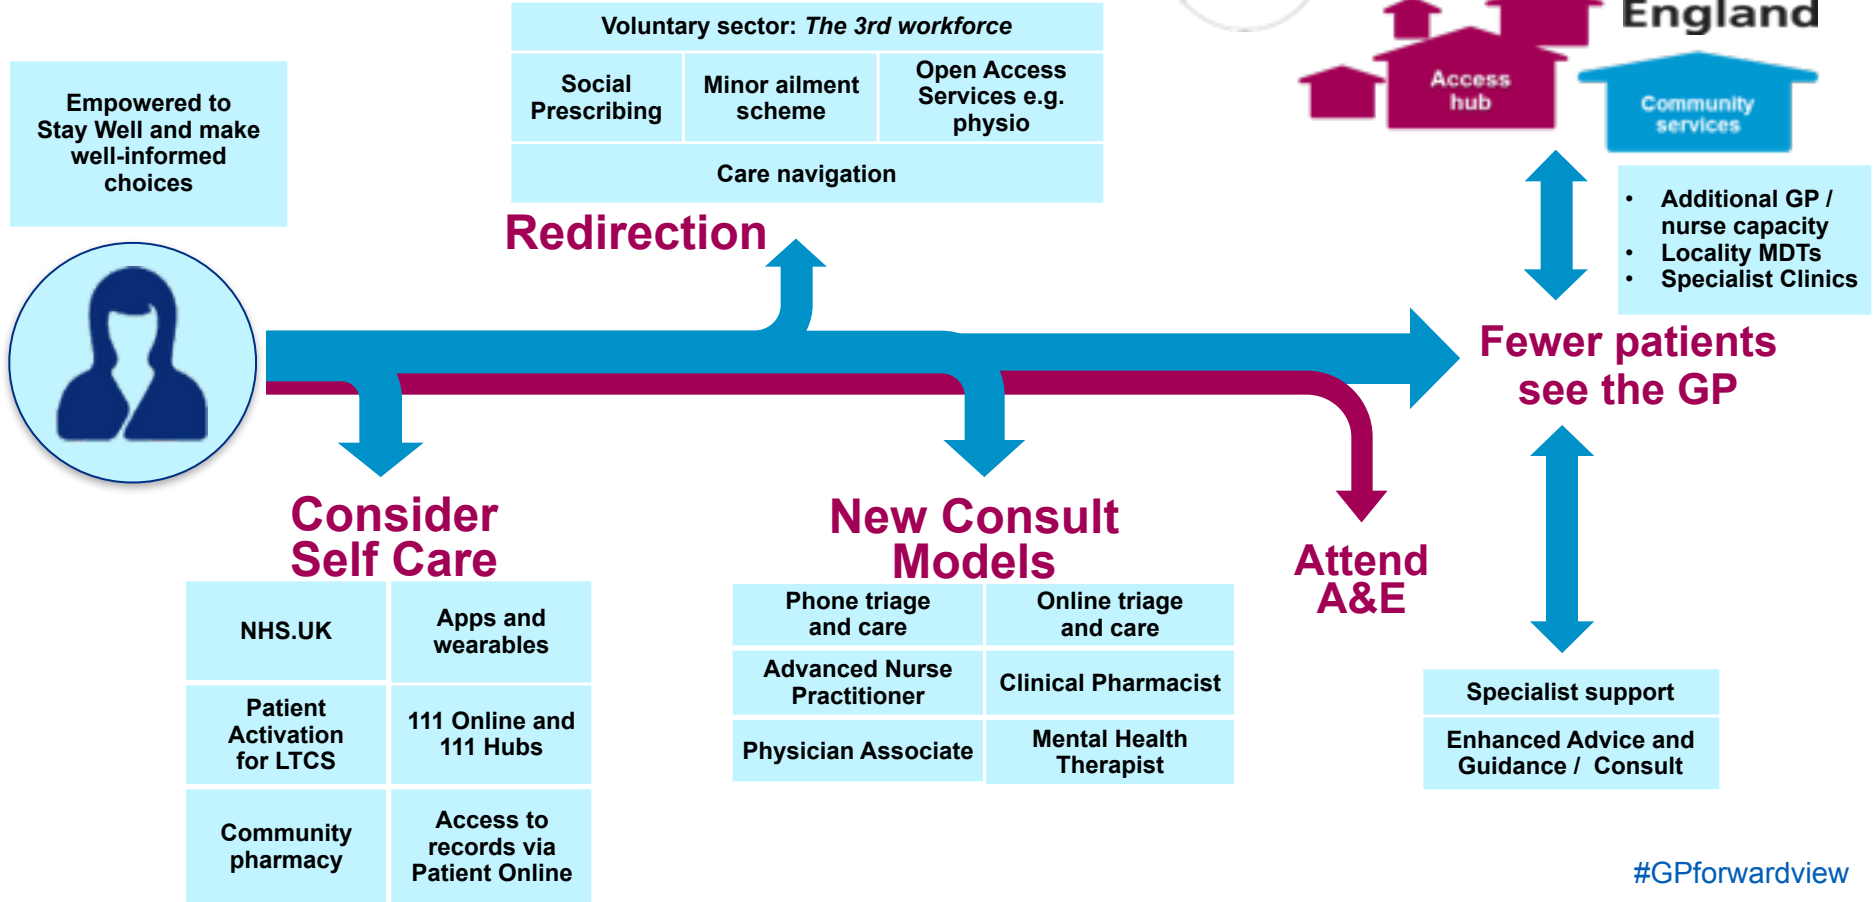 England
Voluntary sector: The 3rd workforce
Social
Prescribing
Minor ailment
scheme
Open Access
Services e.g.
physio
Care navigation
Redirection
Empowered to
Stay Well and make
well-informed
choices
Access
hub
Community
services
• Additional GP /
nurse capacity
• Locality MDTs
• Specialist Clinics
Fewer patients
see the GP
Consider
Self Care
NHS.UK
Apps and
wearables
Patient
Activation
for LTCS
111 Online and
111 Hubs
Community
pharmacy
Access to
records via
Patient Online
New Consult
Models
Phone triage
and care
Online triage
and care
Advanced Nurse
Practitioner
Clinical Pharmacist
Physician Associate
Mental Health
Therapist
Attend
A&E
Specialist support
Enhanced Advice and
Guidance / Consult
#GPforwardview